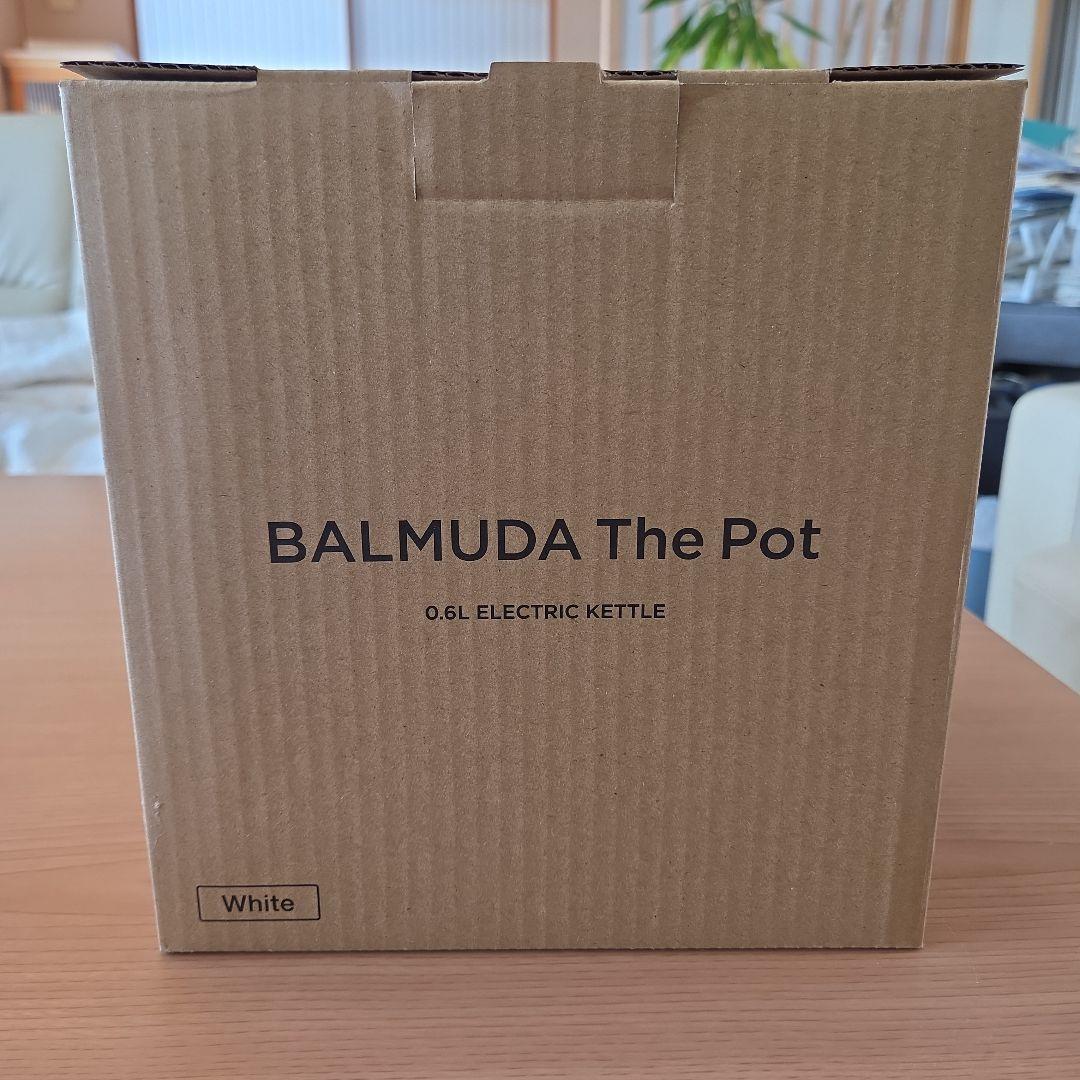 BALMUDA The Pot
0.6L ELECTRIC KETTLE
White